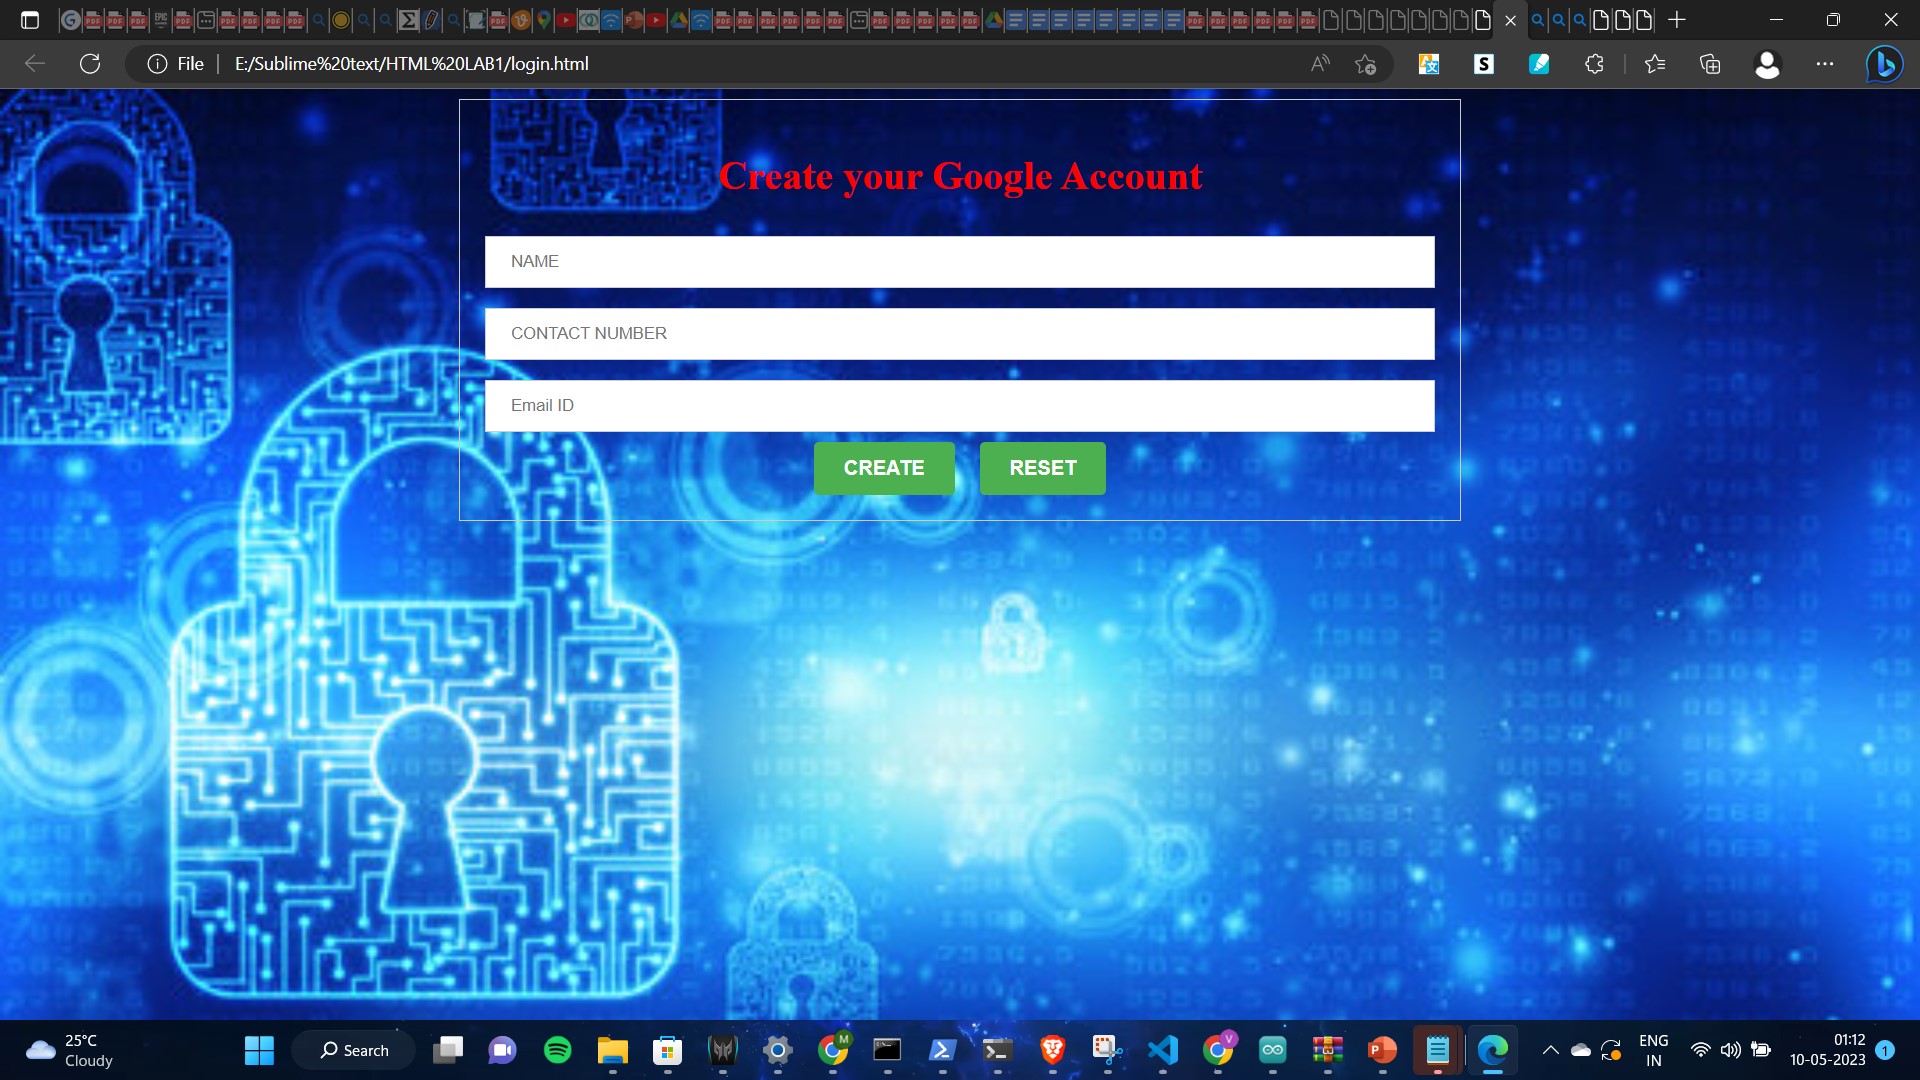 File
E:/Sublime%20text/HTML%20LAB1/login.html
Create your Google Account
NAME
CONTACT NUMBER
Email ID
CREATE RESET
25°C
Cloudy
Search
ENG
IN
01:12
10-05-2023
1